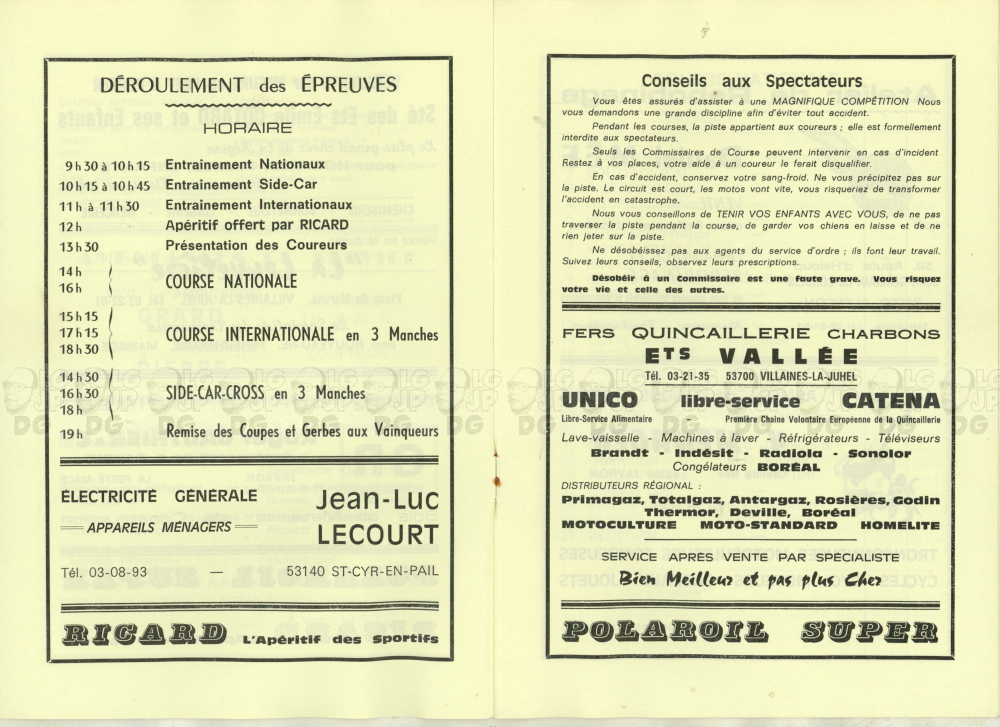 DÉROULEMENT des ÉPREUVES
HORAIRE
9 h 30 à 10 h 15 Entraînement Nationaux
10 h 15 à 10 h 45 Entraînement Side-Car
11 h à 11 h 30 Entraînement Internationaux
12 h Apéritif offert par RICARD
13 h 30 Présentation des Coureurs
14 h
16 h COURSE NATIONALE
15 h 15
17 h 15 COURSE INTERNATIONALE en 3 Manches
18 h 30
14 h 30
16 h 30 SIDE-CAR-CROSS en 3 Manches
18 h
19 h Remise des Coupes et Gerbes aux Vainqueurs
ÉLECTRICITÉ GÉNÉRALE
APPAREILS MÉNAGERS
Jean-Luc
LECOURT
Tél. 03-08-93 — 53140 ST-CYR-EN-PAIL
RICARD L'Apéritif des Sportifs
Conseils aux Spectateurs
Vous êtes assurés d'assister à une MAGNIFIQUE COMPÉTITION Nous
vous demandons une grande discipline afin d'éviter tout accident.
Pendant les courses, la piste appartient aux coureurs ; elle est formellement
interdite aux spectateurs.
Seuls les Commissaires de Course peuvent intervenir en cas d'incident
Restez à vos places, votre aide à un coureur le ferait disqualifier.
En cas d'accident, conservez votre sang-froid. Ne vous précipitez pas sur
la piste. Le circuit est court, les motos vont vite, vous risqueriez de transformer
l'accident en catastrophe.
Nous vous conseillons de TENIR VOS ENFANTS AVEC VOUS, de ne pas
traverser la piste pendant la course, de garder vos chiens en laisse et de ne
rien jeter sur la piste.
Ne désobéissez pas aux agents du service d'ordre ; ils font leur travail.
Suivez leurs conseils, observez leurs prescriptions.
Désobéir à un commissaire est une faute grave. Vous risquez
votre vie et celle des autres.
FERS QUINCAILLERIE CHARBONS
ETS VALLÉE
Tél. 03-21-35 53700 VILLAINES-LA-JUHEL
UNICO libre-service CATENA
Libre-Service Alimentaire - Première Chaîne Volontaire Européenne de la Quincaillerie
Lave-vaisselle - Machines à laver - Réfrigérateurs - Téléviseurs
Brandt - Indésit - Radiola - Sonolor
Congélateurs BORÉAL
DISTRIBUTEURS RÉGIONAL :
Primagaz, Totalgaz, Antargaz, Rosières, Godin
Thermor, Deville, Boréal
MOTOCULTURE MOTO-STANDARD HOMELITE
SERVICE APRÈS VENTE PAR SPÉCIALISTE
Bien Meilleur et pas plus Cher
POLAROIL SUPER